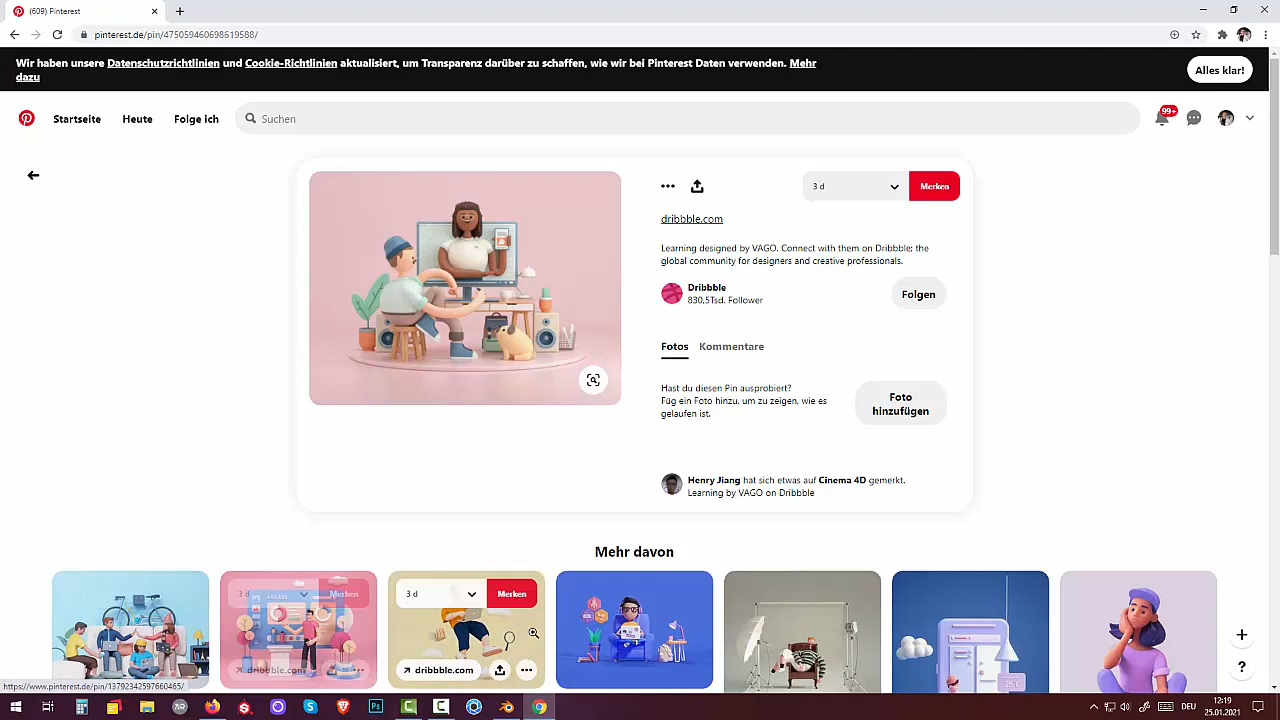 (609) Pinterest
pinterest.de/pin/475059460698619588/
Wir haben unsere Datenschutzrichtlinien und Cookie-Richtlinien aktualisiert, um Transparenz darüber zu schaffen, wie wir bei Pinterest Daten verwenden. Mehr
dazu
Alles klar!
Startseite
Heute
Folge ich
Suchen
99+
3 d
Merken
dribbble.com
Learning designed by VAGO. Connect with them on Dribbble; the
global community for designers and creative professionals.
Dribbble
830,5Tsd. Follower
Folgen
Fotos
Kommentare
Hast du diesen Pin ausprobiert?
Füg ein Foto hinzu, um zu zeigen, wie es
gelaufen ist.
Foto
hinzufügen
Henry Jiang hat sich etwas auf Cinema 4D gemerkt.
Learning by VAGO on Dribbble
Mehr davon
3 d
Merken
3 d
Merken
dribbble.com
dribbble.com
?
https://www.pinterest.de/pin/13792342597660465/
Ps
DEU
12:19
25.01.2021